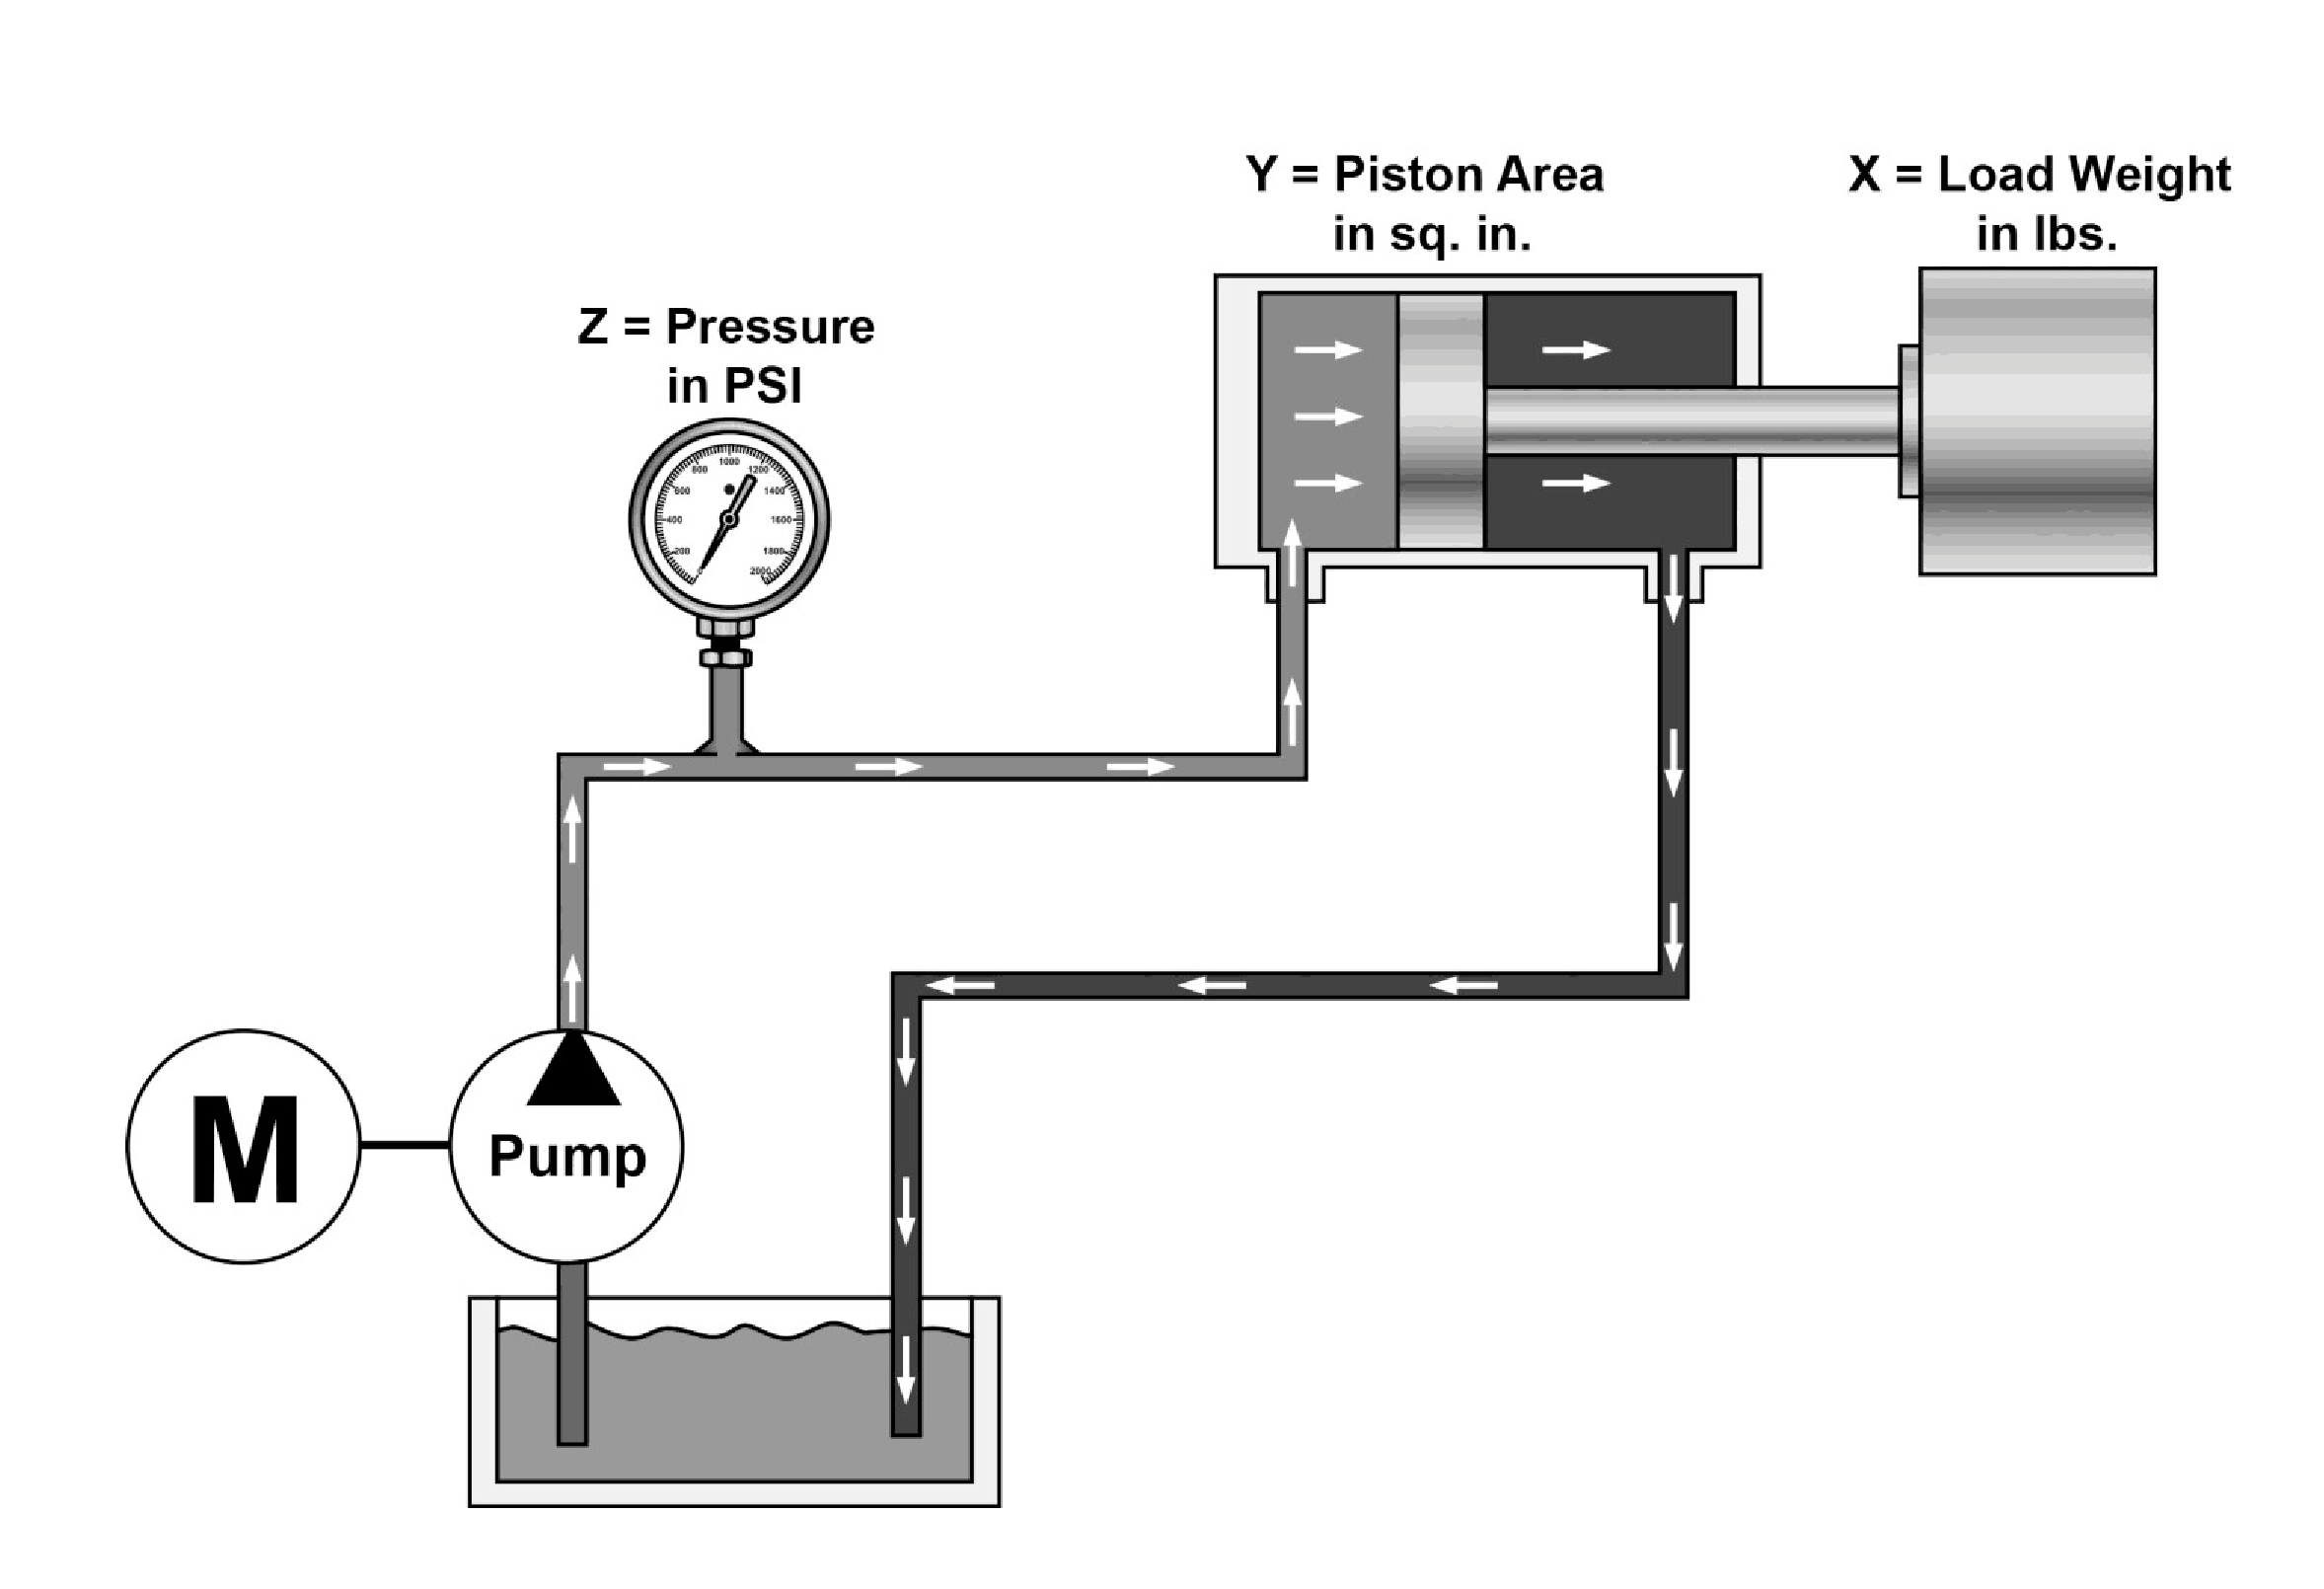 Y = Piston Area
in sq. in.
X = Load Weight
in lbs.
Z = Pressure
in PSI
1000
800
1200
600
1400
400
1600
200
1800
0
2000
M
Pump